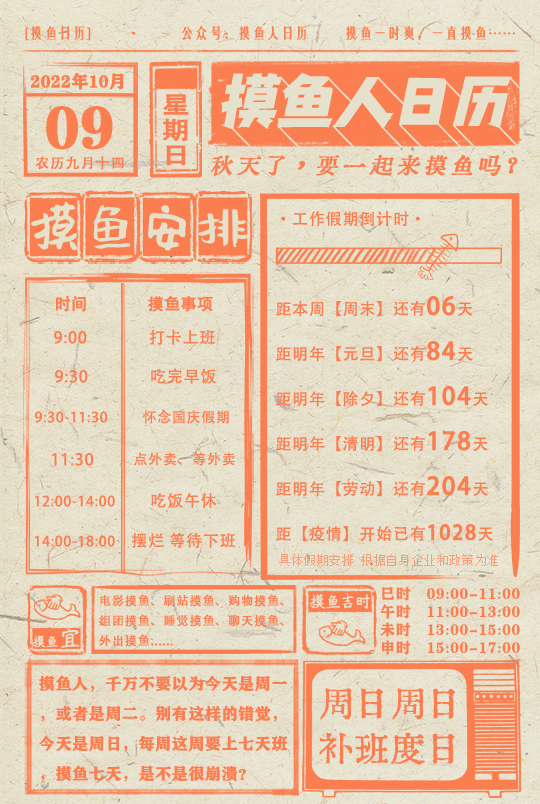 [摸鱼日历] · 公众号：摸鱼人日历 摸鱼一时爽，一直摸鱼······
2022年10月
09
农历九月十四
星期日
摸鱼人日历
秋天了，要一起来摸鱼吗？
摸鱼安排
时间 摸鱼事项
9:00 打卡上班
9:30 吃完早饭
9:30-11:30 怀念国庆假期
11:30 点外卖、等外卖
12:00-14:00 吃饭午休
14:00-18:00 摆烂 等待下班
·工作假期倒计时·
距本周【周末】还有06天
距明年【元旦】还有84天
距明年【除夕】还有104天
距明年【清明】还有178天
距明年【劳动】还有204天
距【疫情】开始已有1028天
具体假期安排 根据自身企业和政策为准
摸鱼 宜
电影摸鱼、刷站摸鱼、购物摸鱼、
组团摸鱼、睡觉摸鱼、聊天摸鱼、
外出摸鱼......
摸鱼吉时
巳时 09:00-11:00
午时 11:00-13:00
未时 13:00-15:00
申时 15:00-17:00
摸鱼人，千万不要以为今天是周一
，或者是周二。别有这样的错觉，
今天是周日，每周这周要上七天班
，摸鱼七天，是不是很崩溃？
周日周日
补班度日